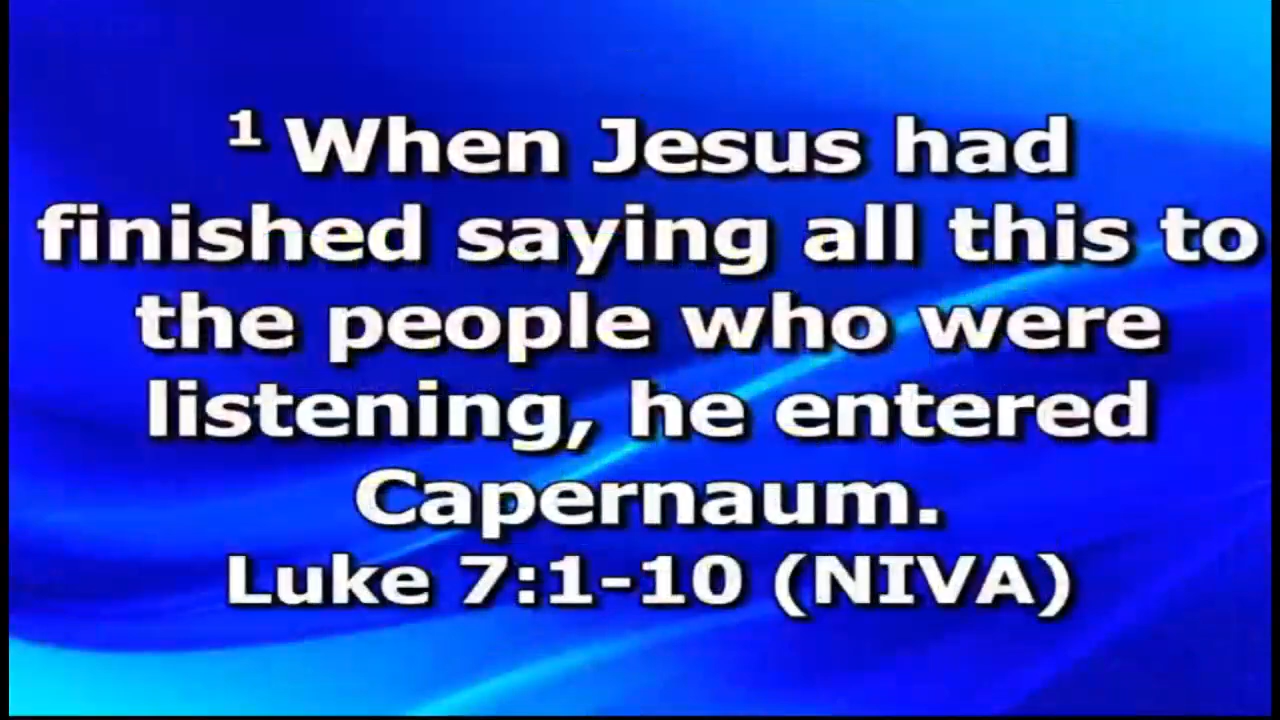 ¹ When Jesus had
finished saying all this to
the people who were
listening, he entered
Capernaum.
Luke 7:1-10 (NIVA)